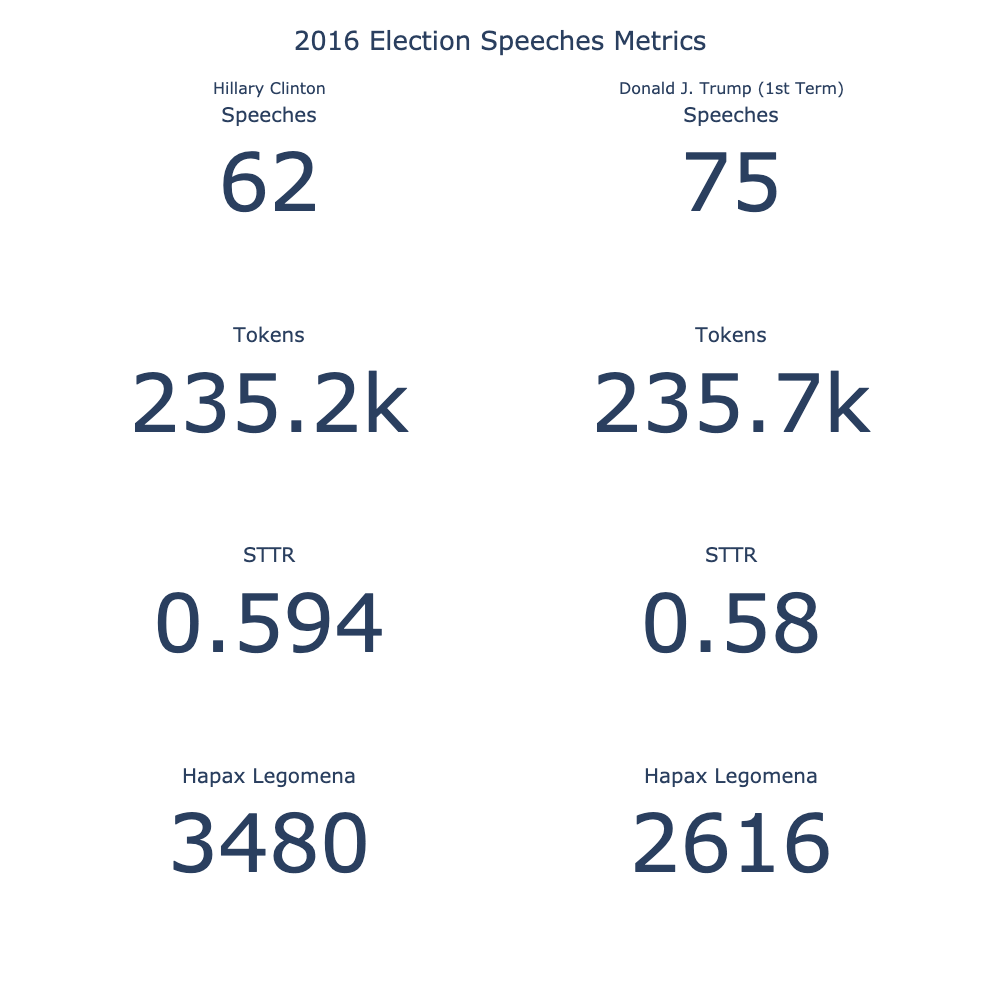 2016 Election Speeches Metrics
Hillary Clinton
Speeches
62
Donald J. Trump (1st Term)
Speeches
75
Tokens
235.2k
Tokens
235.7k
STTR
0.594
STTR
0.58
Hapax Legomena
3480
Hapax Legomena
2616